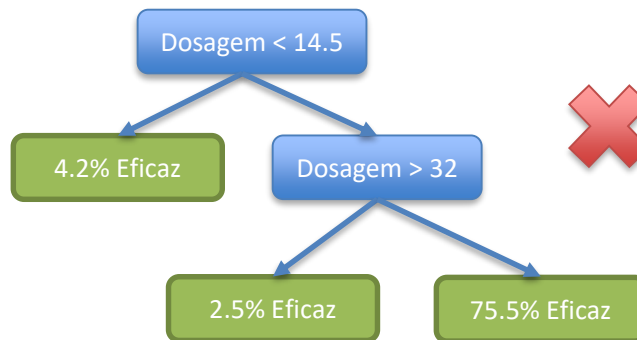 Dosagem < 14.5
4.2% Eficaz
Dosagem > 32
2.5% Eficaz
75.5% Eficaz